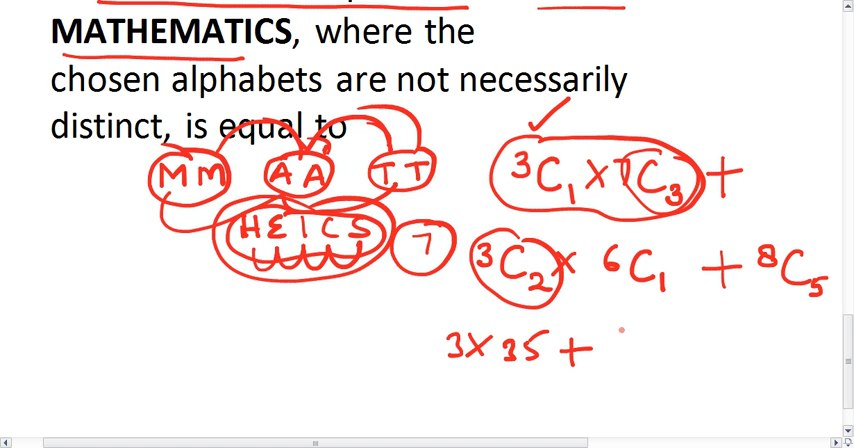 MATHEMATICS, where the
chosen alphabets are not necessarily
distinct, is equal to
MM AA TT
HEICS 7
3C1 × 7C3 +
3C2 × 6C1 + 8C5
3 × 35 +